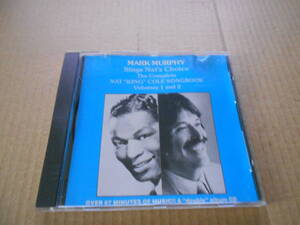 MARK MURPHY
Sings Nat's Choice
The Complete
NAT "KING" COLE SONGBOOK
Volumes 1 and 2
OVER 67 MINUTES OF MUSIC!! A "double" album CD